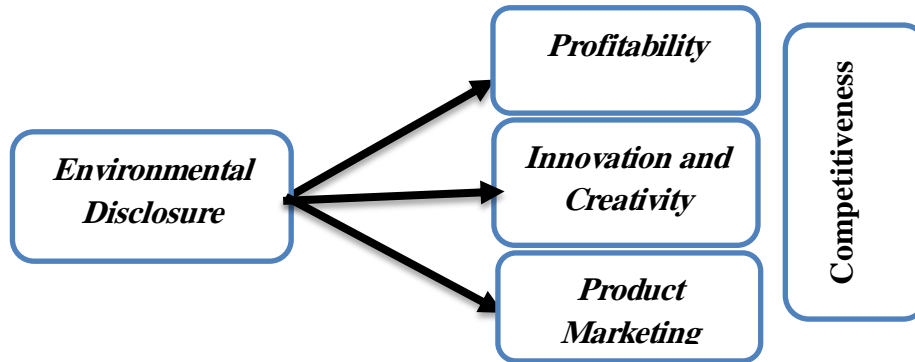 Environmental
Disclosure
Profitability
Innovation and
Creativity
Product
Marketing
Competitiveness